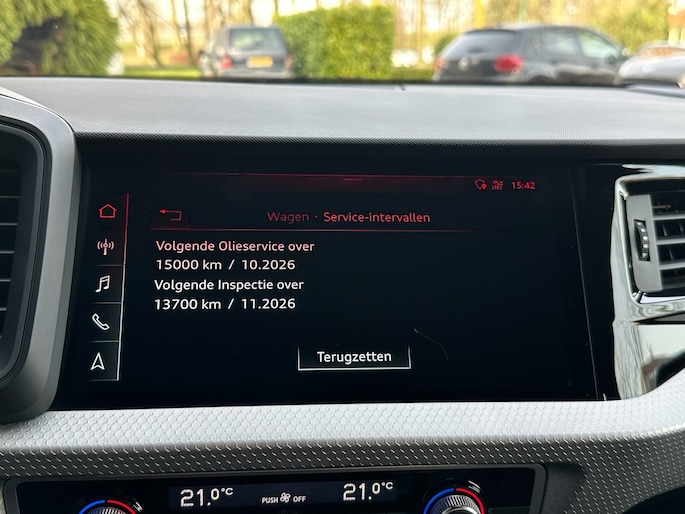 15:42
Wagen · Service-intervallen
Volgende Olieservice over
15000 km / 10.2026
Volgende Inspectie over
13700 km / 11.2026
Terugzetten
21.0°C PUSH OFF 21.0°C